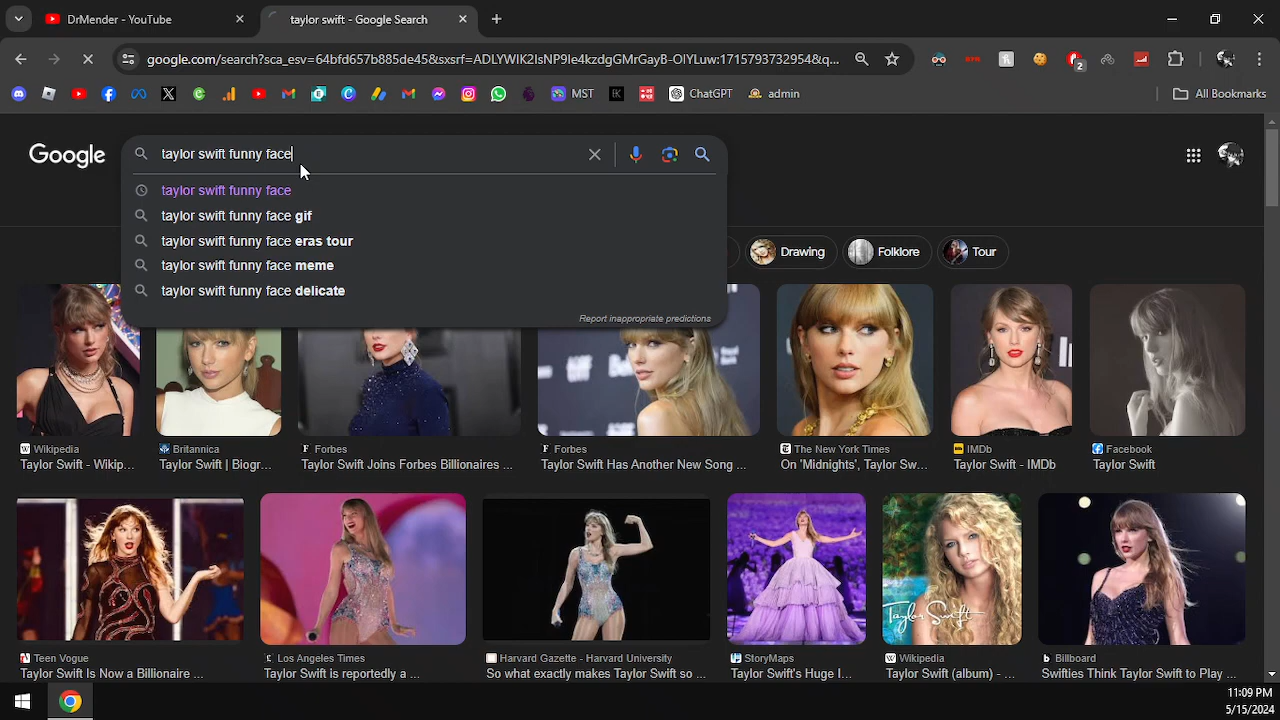 DrMender - YouTube
taylor swift - Google Search
google.com/search?sca_esv=64bfd657b885de45&sxsrf=ADLYWIK2IsNP9Ie4kzdgGMrGayB-OIYLuw:1715793732954&q...
2
MST
EK
ChatGPT
admin
All Bookmarks
Google
taylor swift funny face
taylor swift funny face
taylor swift funny face gif
taylor swift funny face eras tour
taylor swift funny face meme
taylor swift funny face delicate
Report inappropriate predictions
Drawing
Folklore
Tour
Wikipedia
Taylor Swift - Wikip...
Britannica
Taylor Swift | Biogr...
Forbes
Taylor Swift Joins Forbes Billionaires ...
Forbes
Taylor Swift Has Another New Song ...
The New York Times
On 'Midnights', Taylor Sw...
IMDb
Taylor Swift - IMDb
Facebook
Taylor Swift
Taylor Swift
Teen Vogue
Taylor Swift Is Now a Billionaire ...
Los Angeles Times
Taylor Swift is reportedly a ...
Harvard Gazette - Harvard University
So what exactly makes Taylor Swift so ...
StoryMaps
Taylor Swift's Huge I...
Wikipedia
Taylor Swift (album) - ...
Billboard
Swifties Think Taylor Swift to Play ...
11:09 PM
5/15/2024